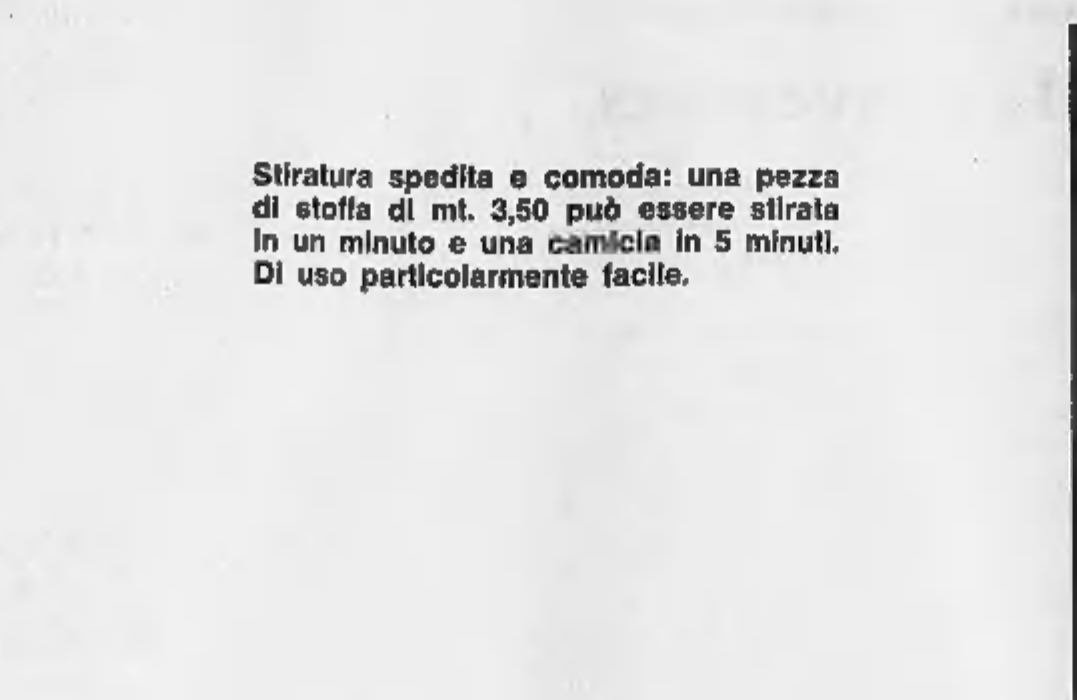 Stiratura spedita e comoda: una pezza
di stoffa di mt. 3,50 può essere stirata
in un minuto e una camicia in 5 minuti.
Di uso particolarmente facile.